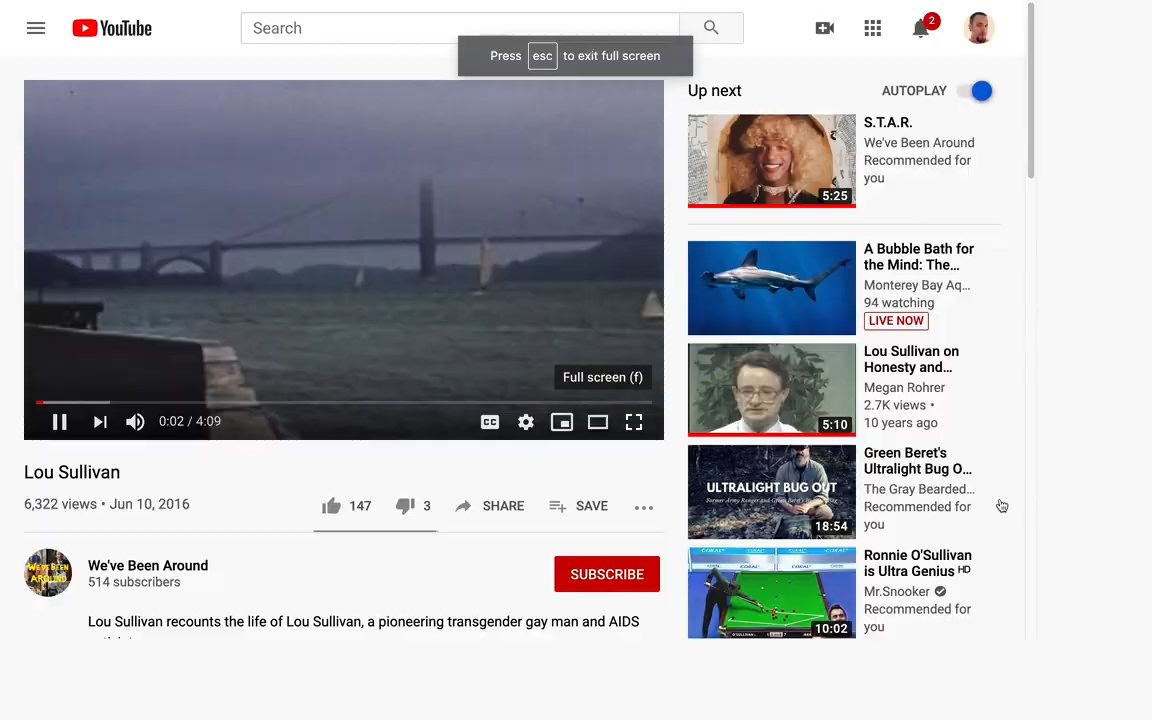 YouTube
Search
2
Press esc to exit full screen
Up next
AUTOPLAY
S.T.A.R.
We've Been Around
Recommended for
you
5:25
A Bubble Bath for
the Mind: The...
Monterey Bay Aq...
94 watching
LIVE NOW
Lou Sullivan on
Honesty and...
Megan Rohrer
2.7K views •
10 years ago
5:10
Green Beret's
Ultralight Bug O...
The Gray Bearded...
Recommended for
you
ULTRALIGHT BUG OUT
18:54
Ronnie O'Sullivan
is Ultra Genius HD
Mr.Snooker
Recommended for
you
10:02
Full screen (f)
0:02 / 4:09
CC
Lou Sullivan
6,322 views • Jun 10, 2016
147
3
SHARE
SAVE
WE'VE BEEN
AROUND
We've Been Around
514 subscribers
SUBSCRIBE
Lou Sullivan recounts the life of Lou Sullivan, a pioneering transgender gay man and AIDS